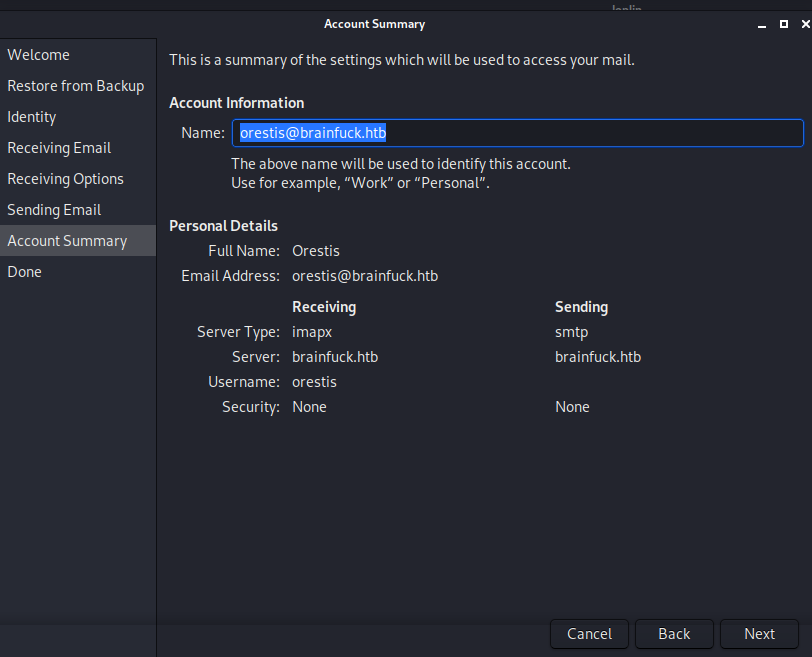 Joplin
Account Summary
Welcome
Restore from Backup
Identity
Receiving Email
Receiving Options
Sending Email
Account Summary
Done
This is a summary of the settings which will be used to access your mail.
Account Information
Name: orestis@brainfuck.htb
The above name will be used to identify this account.
Use for example, “Work” or “Personal”.
Personal Details
Full Name: Orestis
Email Address: orestis@brainfuck.htb
Receiving Sending
Server Type: imapx smtp
Server: brainfuck.htb brainfuck.htb
Username: orestis
Security: None None
Cancel Back Next